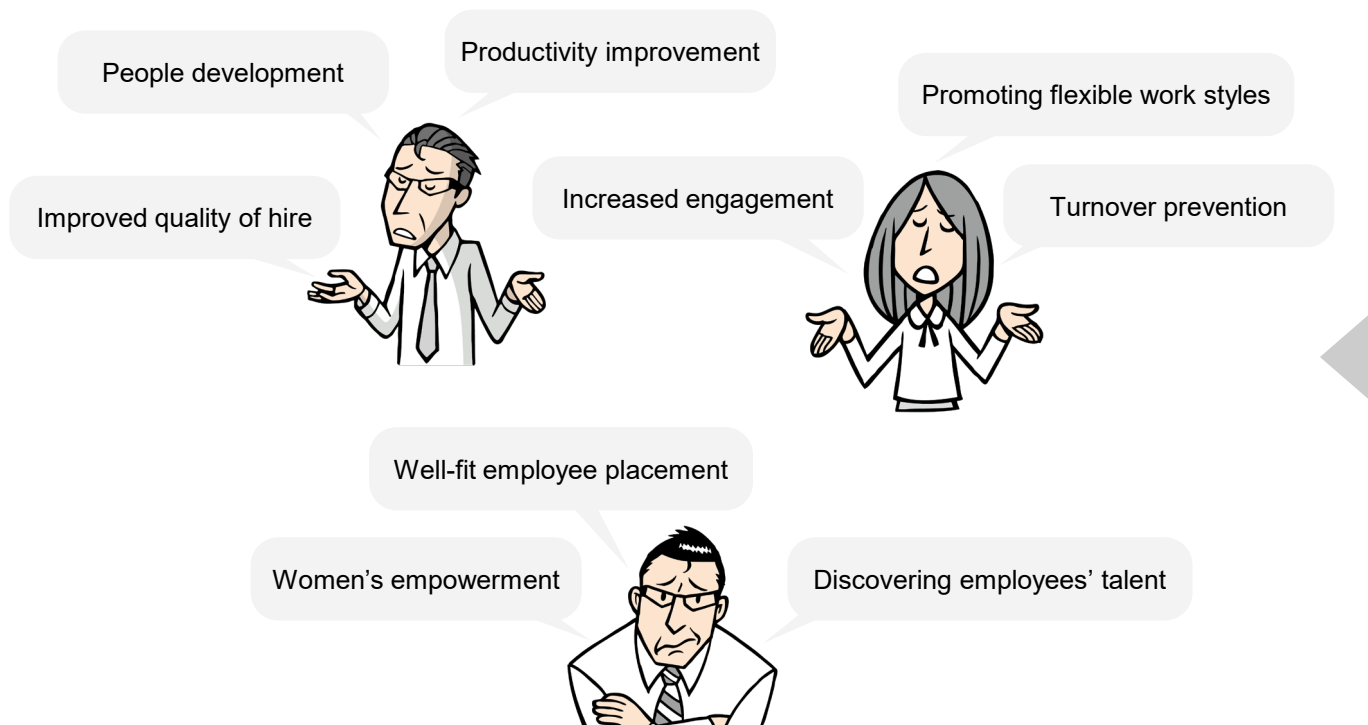 People development
Productivity improvement
Improved quality of hire
Promoting flexible work styles
Increased engagement
Turnover prevention
Well-fit employee placement
Women’s empowerment
Discovering employees’ talent